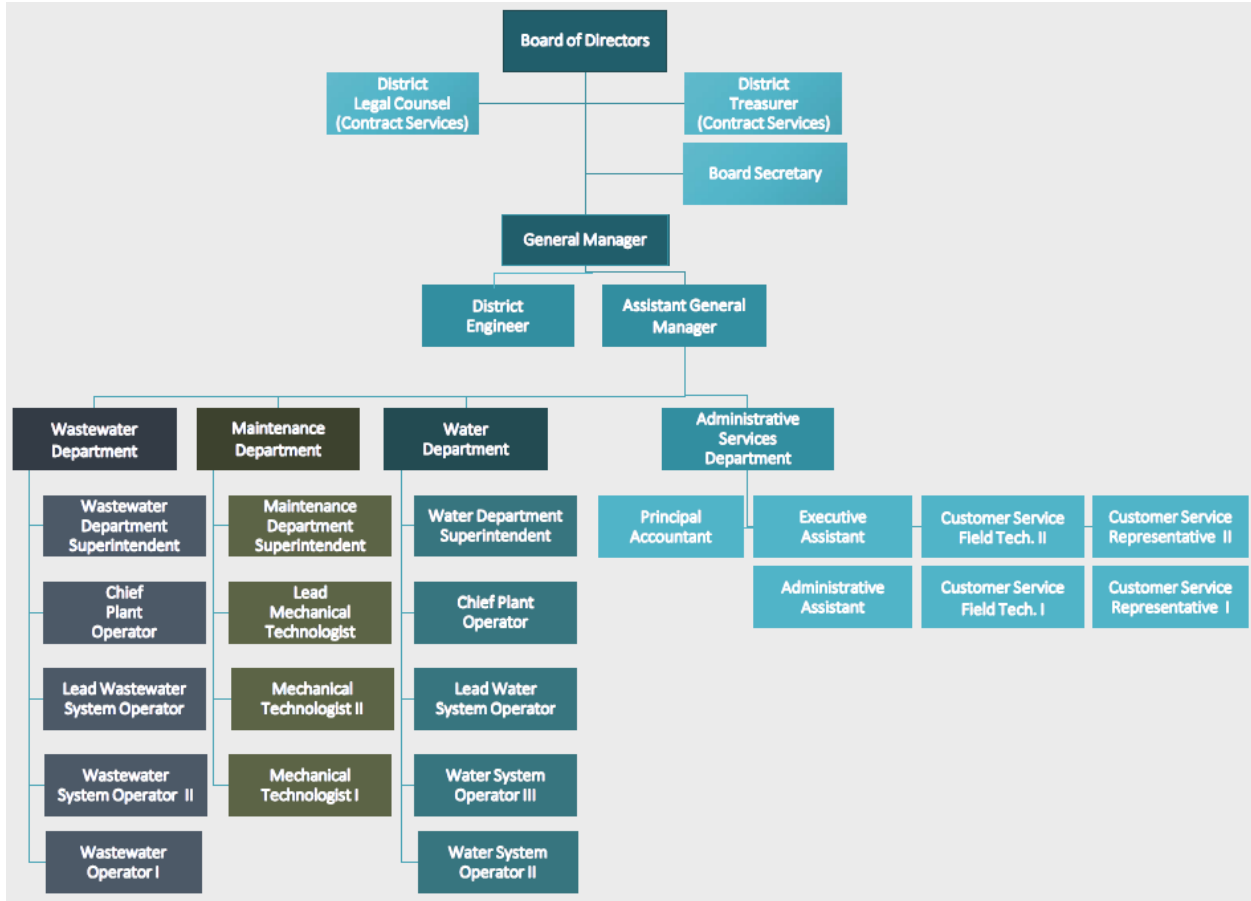 Board of Directors
District
Legal Counsel
(Contract Services)
District
Treasurer
(Contract Services)
Board Secretary
General Manager
District
Engineer
Assistant General
Manager
Wastewater
Department
Maintenance
Department
Water
Department
Administrative
Services
Department
Wastewater
Department
Superintendent
Chief
Plant
Operator
Lead Wastewater
System Operator
Wastewater
System Operator II
Wastewater
Operator I
Maintenance
Department
Superintendent
Lead
Mechanical
Technologist
Mechanical
Technologist II
Mechanical
Technologist I
Water Department
Superintendent
Chief Plant
Operator
Lead Water
System Operator
Water System
Operator III
Water System
Operator II
Principal
Accountant
Executive
Assistant
Customer Service
Field Tech. II
Customer Service
Representative II
Administrative
Assistant
Customer Service
Field Tech. I
Customer Service
Representative I